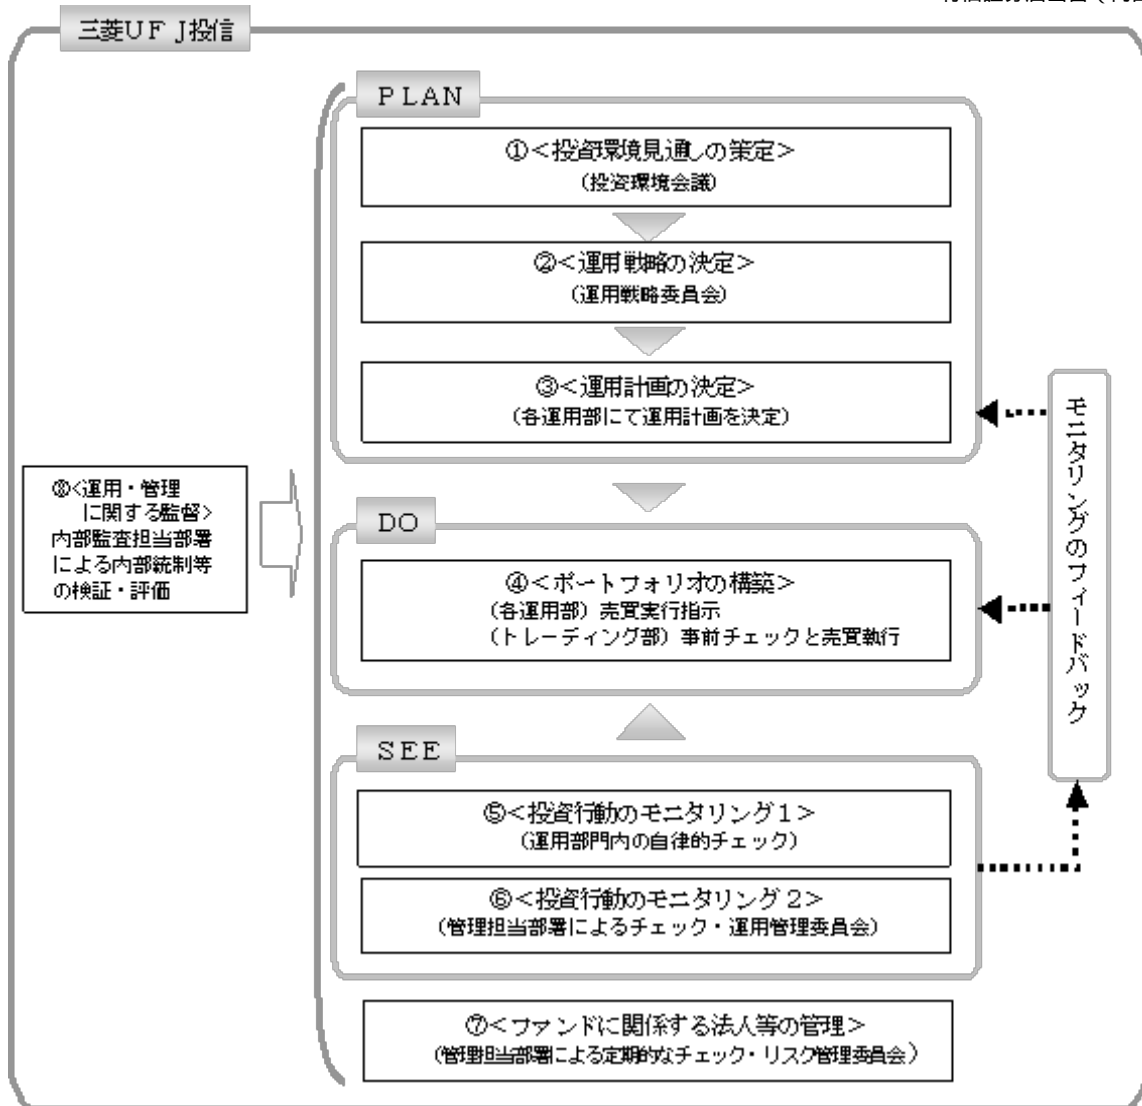 三菱UFJ投信
PLAN
①<投資環境見通しの策定>
(投資環境会議)
②<運用戦略の決定>
(運用戦略委員会)
③<運用計画の決定>
(各運用部にて運用計画を決定)
⑧<運用・管理
に関する監督>
内部監査担当部署
による内部統制等
の検証・評価
DO
④<ポートフォリオの構築>
(各運用部)売買実行指示
(トレーディング部)事前チェックと売買執行
モニタリングのフィードバック
SEE
⑤<投資行動のモニタリング1>
(運用部門内の自律的チェック)
⑥<投資行動のモニタリング2>
(管理担当部署によるチェック・運用管理委員会)
⑦<ファンドに関係する法人等の管理>
(管理担当部署による定期的なチェック・リスク管理委員会)